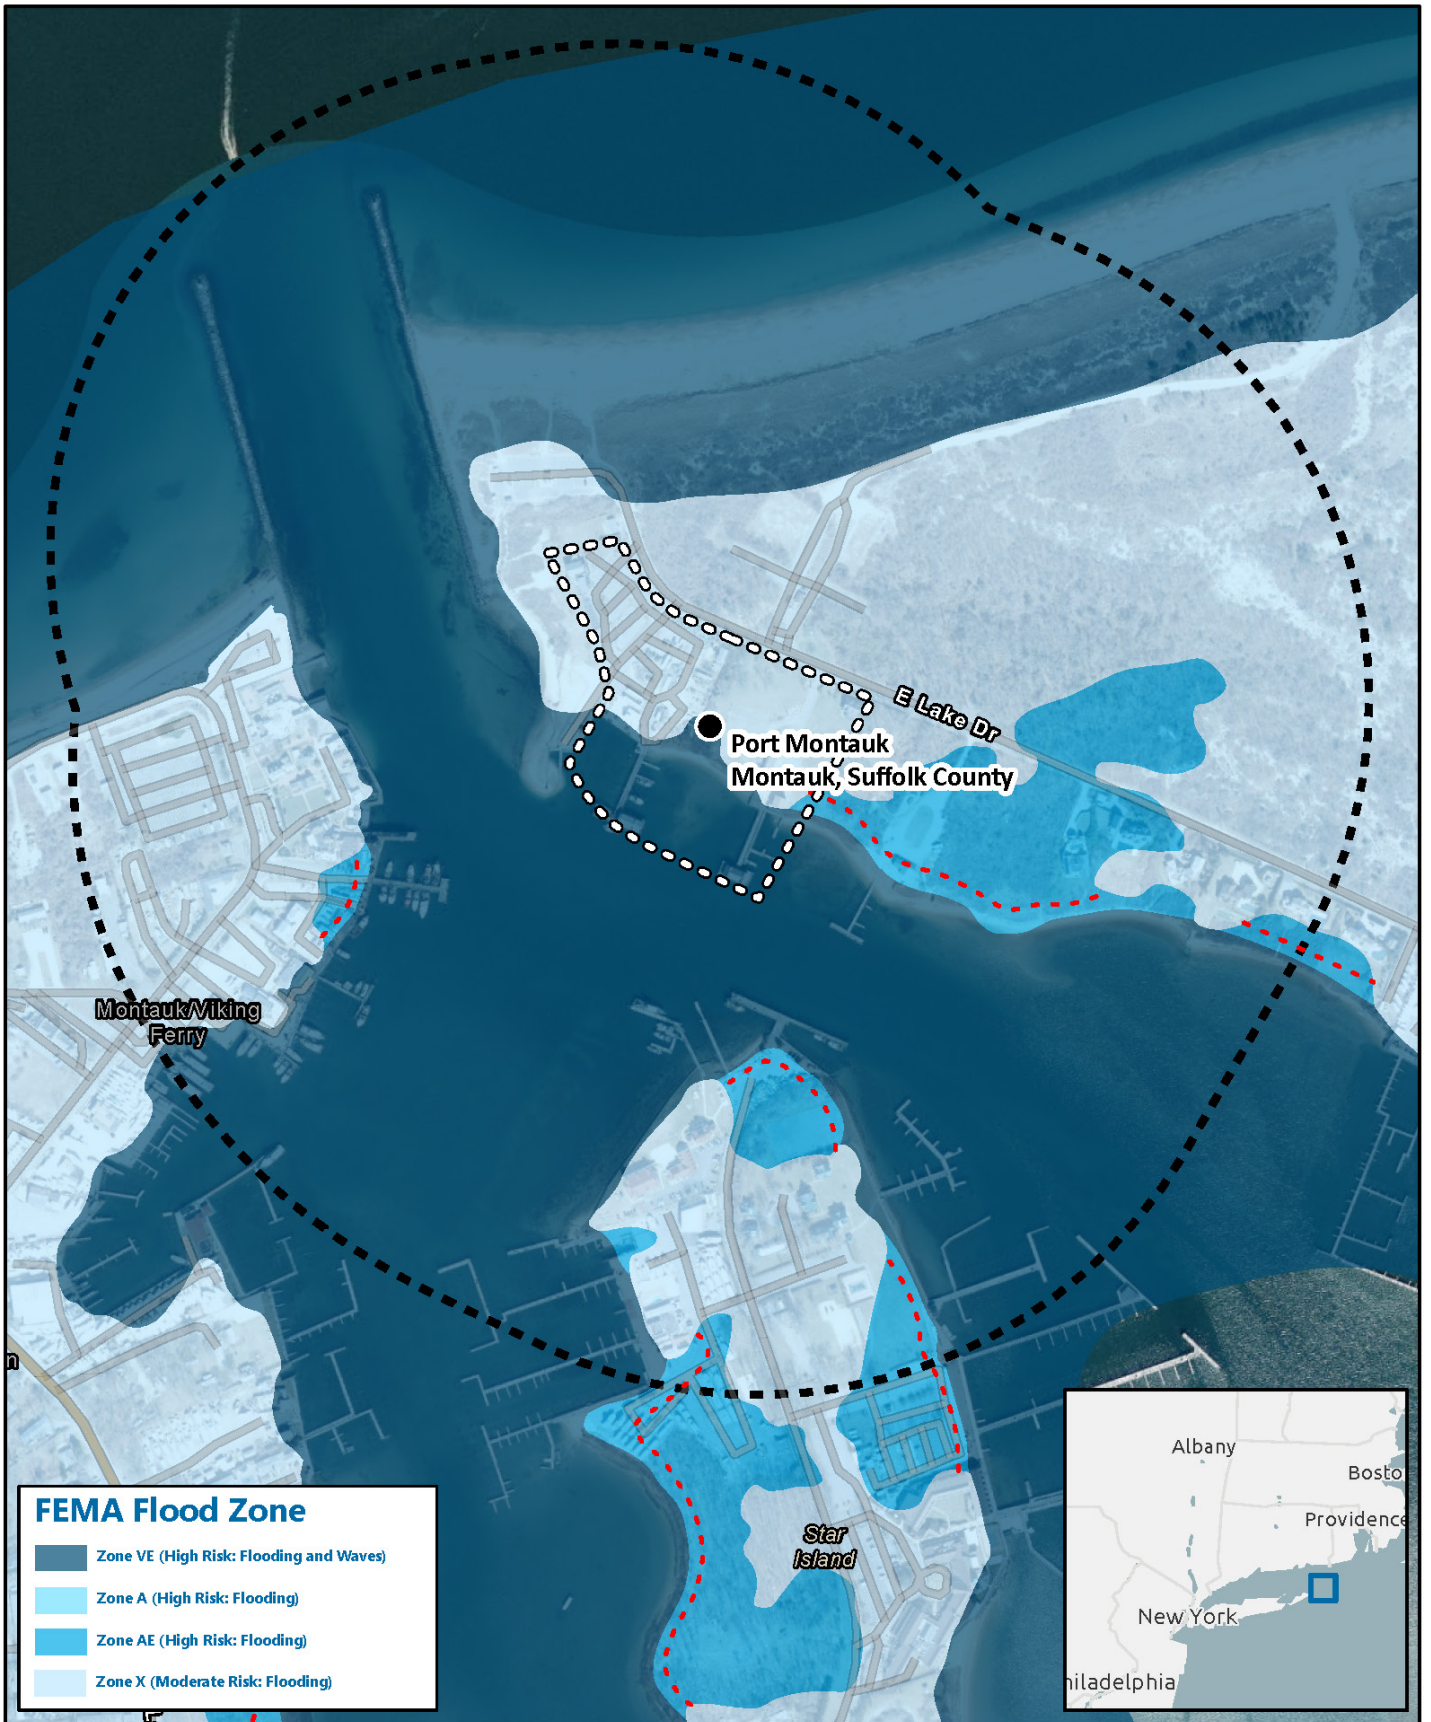 E Lake Dr
Port Montauk
Montauk, Suffolk County
Montauk/Viking
Ferry
Star
Island
n
FEMA Flood Zone
Zone VE (High Risk: Flooding and Waves)
Zone A (High Risk: Flooding)
Zone AE (High Risk: Flooding)
Zone X (Moderate Risk: Flooding)
Albany
Bosto
Providence
New York
hiladelphia